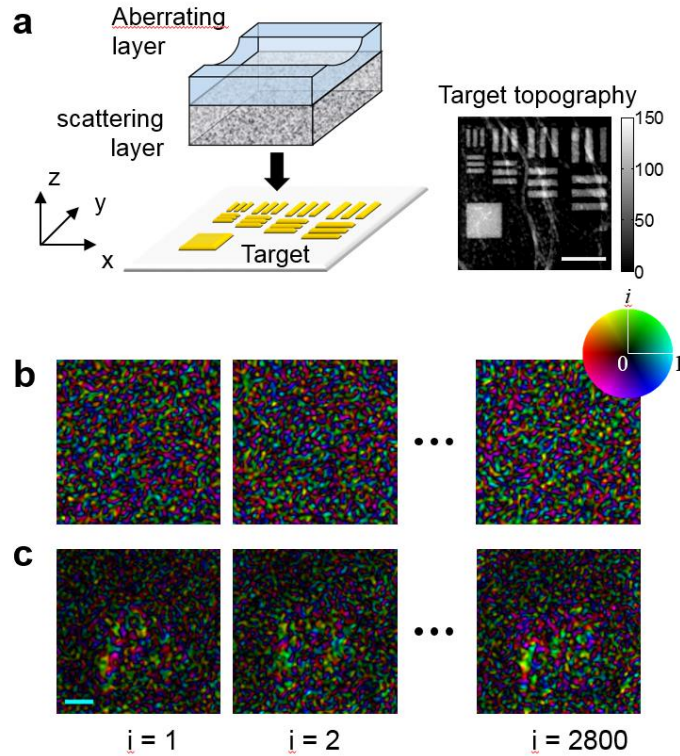 a
Aberrating
layer
scattering
layer
Target topography
150
100
50
0
z
y
x
Target
i
0
1
b
•••
c
•••
j = 1
j = 2
j = 2800